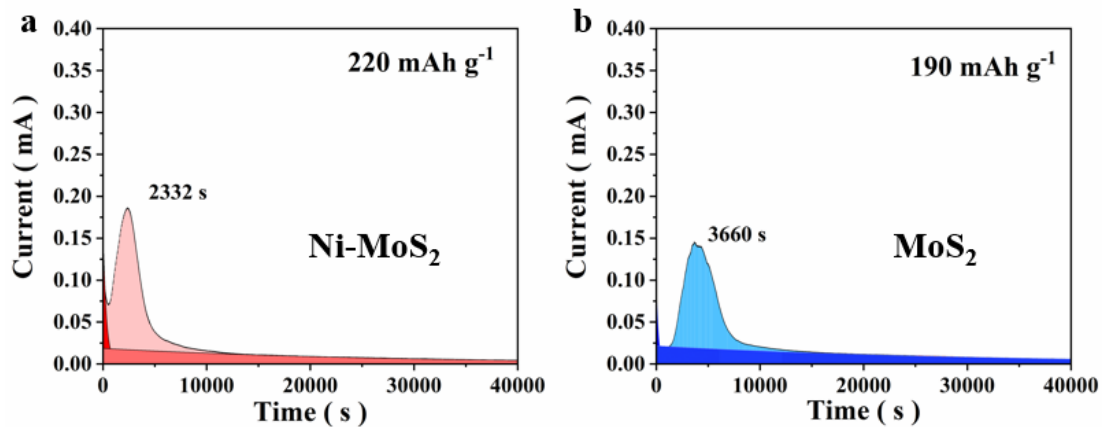 a
0.40
0.35
0.30
0.25
0.20
0.15
0.10
0.05
0.00
Current ( mA )
220 mAh g⁻¹
2332 s
Ni-MoS₂
0
10000
20000
30000
40000
Time ( s )
b
0.40
0.35
0.30
0.25
0.20
0.15
0.10
0.05
0.00
Current ( mA )
190 mAh g⁻¹
3660 s
MoS₂
0
10000
20000
30000
40000
Time ( s )